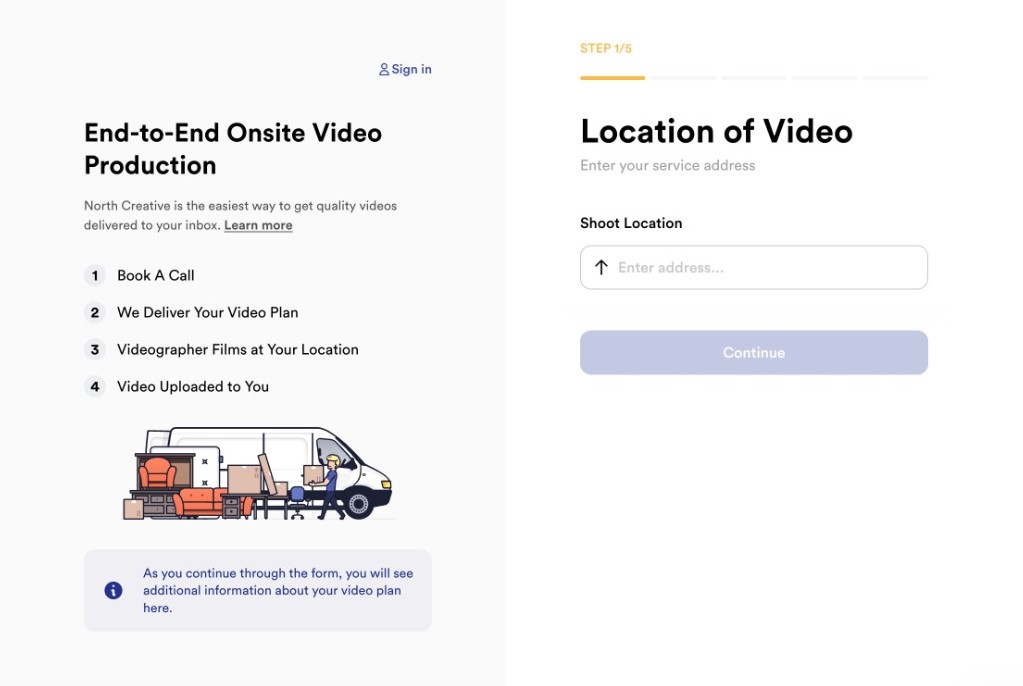 Sign in
End-to-End Onsite Video
Production
North Creative is the easiest way to get quality videos
delivered to your inbox. Learn more
1 Book A Call
2 We Deliver Your Video Plan
3 Videographer Films at Your Location
4 Video Uploaded to You
As you continue through the form, you will see
additional information about your video plan
here.
STEP 1/5
Location of Video
Enter your service address
Shoot Location
Enter address...
Continue